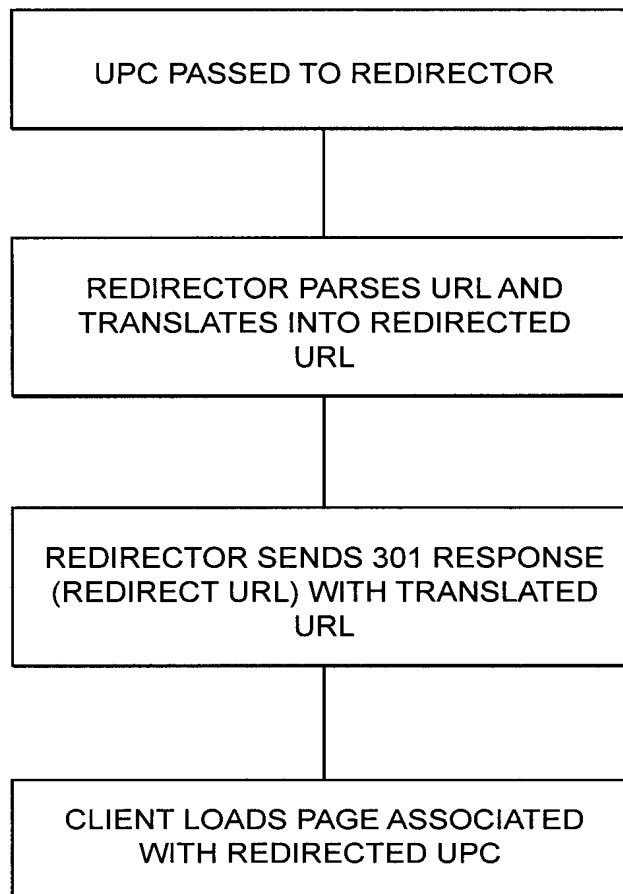 UPC PASSED TO REDIRECTOR
REDIRECTOR PARSES URL AND
TRANSLATES INTO REDIRECTED
URL
REDIRECTOR SENDS 301 RESPONSE
(REDIRECT URL) WITH TRANSLATED
URL
CLIENT LOADS PAGE ASSOCIATED
WITH REDIRECTED UPC